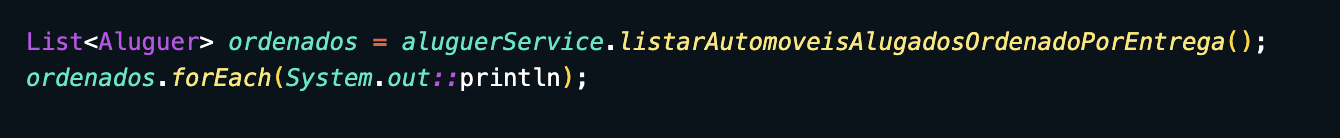 List<Aluguer> ordenados = aluguerService.listarAutomoveisAlugadosOrdenadoPorEntrega();
ordenados.forEach(System.out::println);